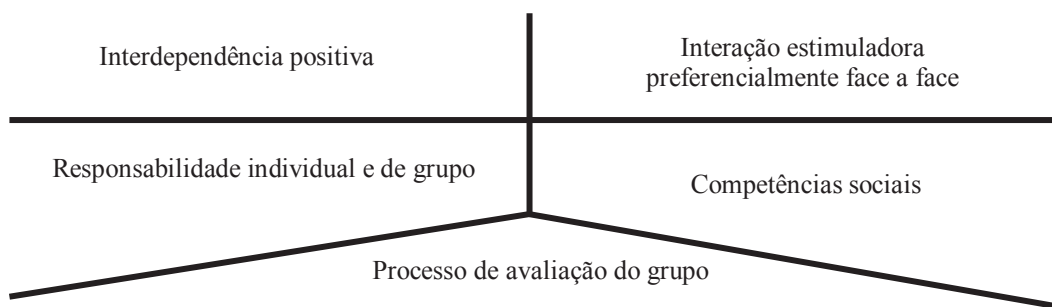 Interdependência positiva
Interação estimuladora
preferencialmente face a face
Responsabilidade individual e de grupo
Competências sociais
Processo de avaliação do grupo